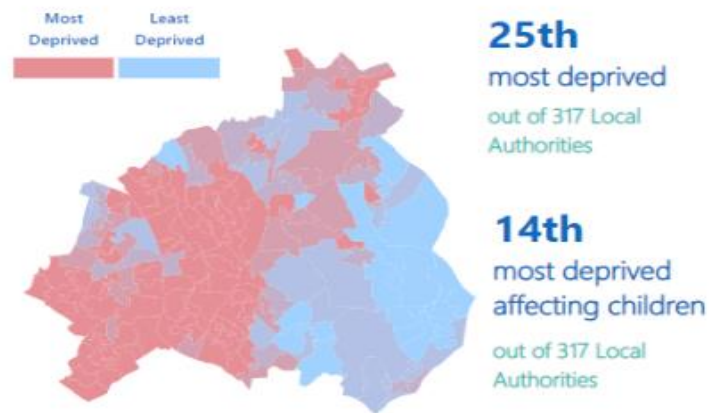 Most
Deprived
Least
Deprived
25th
most deprived
out of 317 Local
Authorities
14th
most deprived
affecting children
out of 317 Local
Authorities